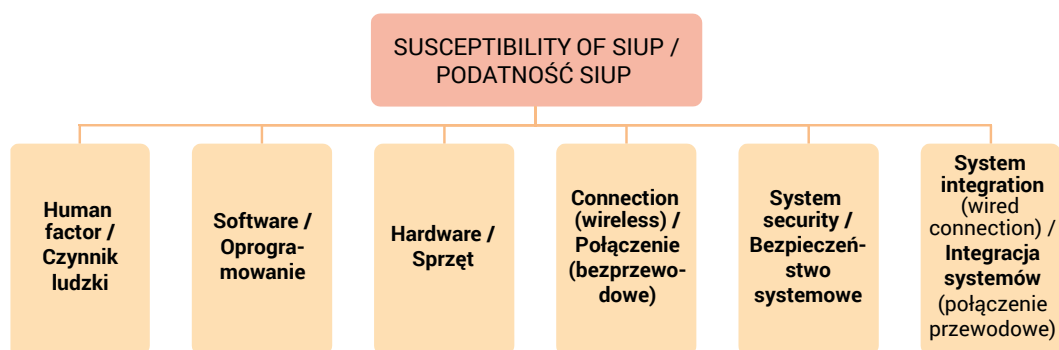 SUSCEPTIBILITY OF SIUP /
PODATNOŚĆ SIUP
Human
factor /
Czynnik
ludzki
Software /
Oprogra-
mowanie
Hardware /
Sprzęt
Connection
(wireless) /
Połączenie
(bezprzewo-
dowe)
System
security /
Bezpieczeń-
stwo
systemowe
System
integration
(wired
connection) /
Integracja
systemów
(połączenie
przewodowe)